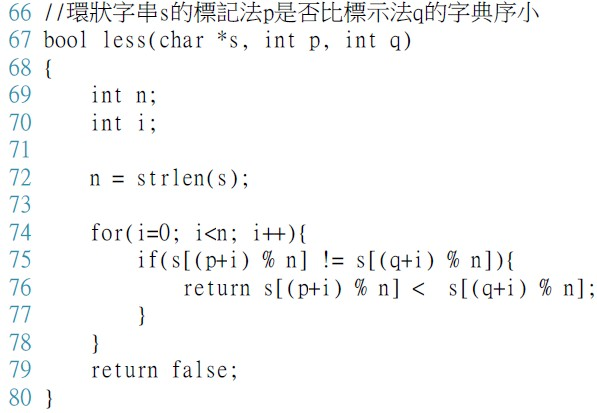 66 //環狀字串s的標記法p是否比標示法q的字典序小
67 bool less(char *s, int p, int q)
68 {
69     int n;
70     int i;
71
72     n = strlen(s);
73
74     for(i=0; i<n; i++){
75         if(s[(p+i) % n] != s[(q+i) % n]){
76             return s[(p+i) % n] <  s[(q+i) % n];
77         }
78     }
79     return false;
80 }